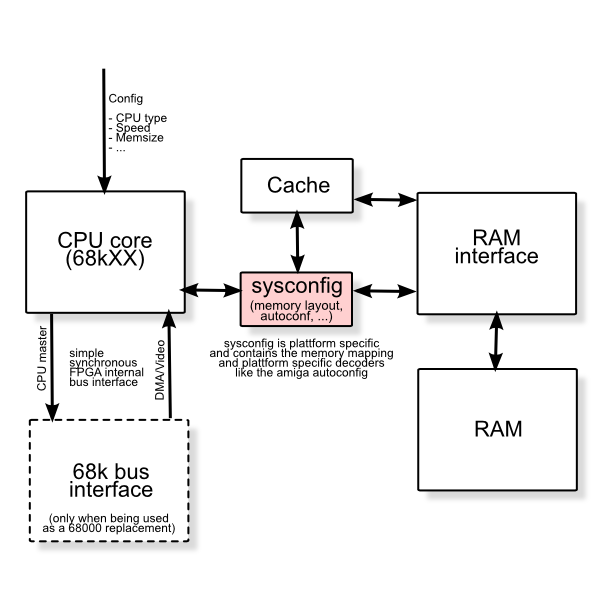 Config
- CPU type
- Speed
- Memsize
- ...
Cache
CPU core
(68kXX)
RAM
interface
sysconfig
(memory layout,
autoconf, ...)
sysconfig is plattform specific
and contains the memory mapping
and platform specific decoders
like the amiga autoconfig
CPU master
simple
synchronous
FPGA internal
bus interface
DMA/Video
RAM
68k bus
interface
(only when being used
as a 68000 replacement)